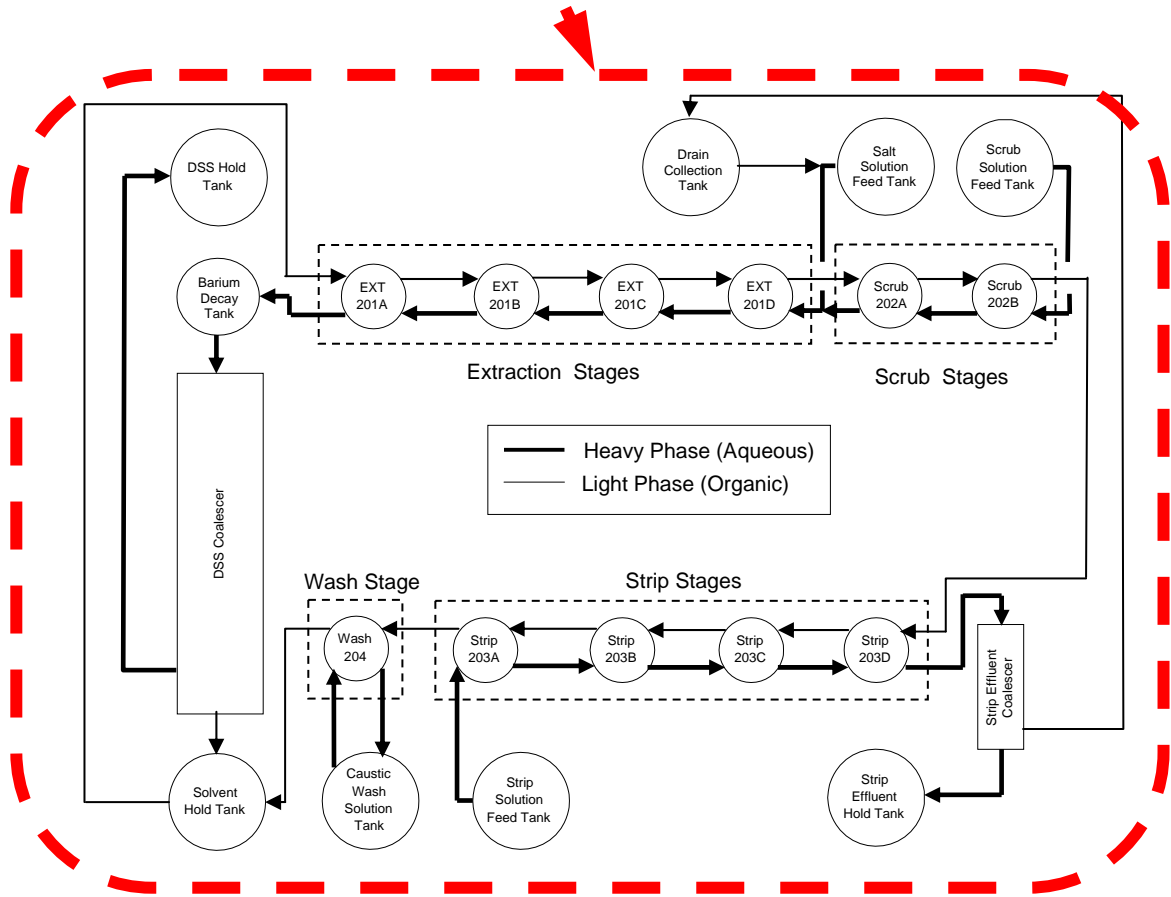 DSS Hold
Tank
Drain
Collection
Tank
Salt
Solution
Feed Tank
Scrub
Solution
Feed Tank
Barium
Decay
Tank
EXT
201A
EXT
201B
EXT
201C
EXT
201D
Scrub
202A
Scrub
202B
Extraction Stages
Scrub Stages
Heavy Phase (Aqueous)
Light Phase (Organic)
DSS Coalescer
Wash Stage
Strip Stages
Wash
204
Strip
203A
Strip
203B
Strip
203C
Strip
203D
Strip Effluent
Coalescer
Solvent
Hold Tank
Caustic
Wash
Solution
Tank
Strip
Solution
Feed Tank
Strip
Effluent
Hold Tank